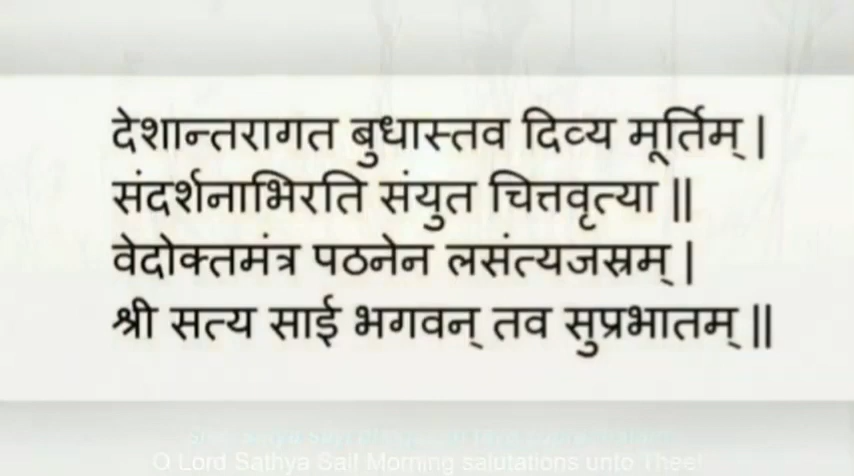 देशान्तरागत बुधास्तव दिव्य मूर्तिम् |
संदर्शनाभिरति संयुत चित्तवृत्या ||
वेदोक्तमंत्र पठनेन लसंत्यजस्रम् |
श्री सत्य साई भगवन् तव सुप्रभातम् ||
O Lord Sathya Sai! Morning salutations unto Thee!